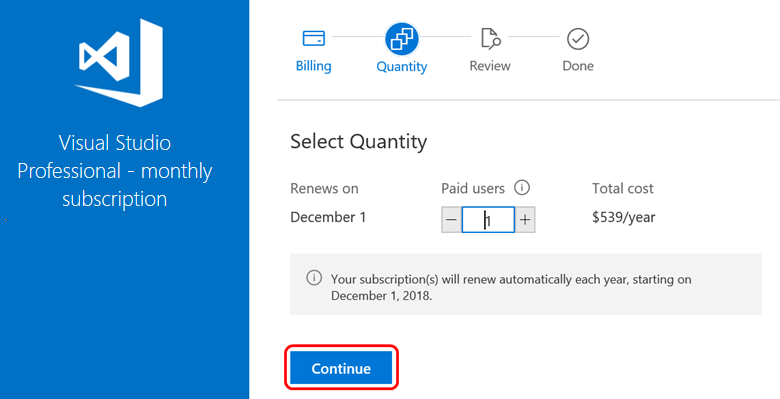 Visual Studio
Professional - monthly
subscription
Billing
Quantity
Review
Done
Select Quantity
Renews on
Paid users
Total cost
December 1
− 1 +
$539/year
Your subscription(s) will renew automatically each year, starting on
December 1, 2018.
Continue